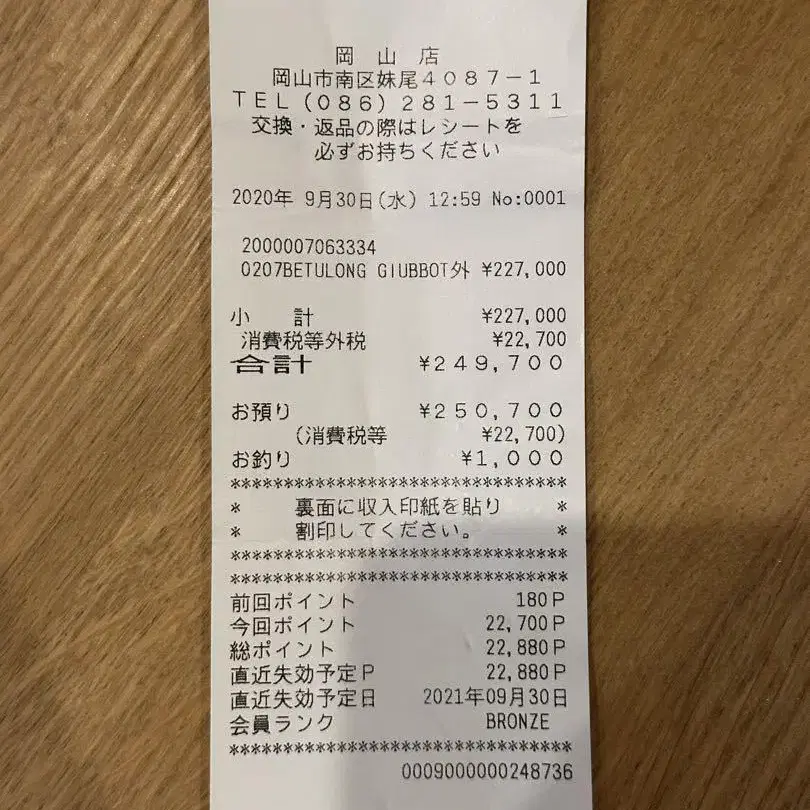 岡 山 店
岡山市南区妹尾4087-1
TEL(086)281-5311
交換・返品の際はレシートを
必ずお持ちください
2020年 9月30日(水) 12:59 No:0001
2000007063334
0207BETULONG GIUBBOT外 ¥227,000
小 計 ¥227,000
消費税等外税 ¥22,700
合計 ¥249,700
お預り ¥250,700
(消費税等 ¥22,700)
お釣り ¥1,000
********************************
* 裏面に収入印紙を貼り *
* 割印してください。 *
********************************
********************************
前回ポイント 180P
今回ポイント 22,700P
総ポイント 22,880P
直近失効予定P 22,880P
直近失効予定日 2021年09月30日
会員ランク BRONZE
********************************
0009000000248736